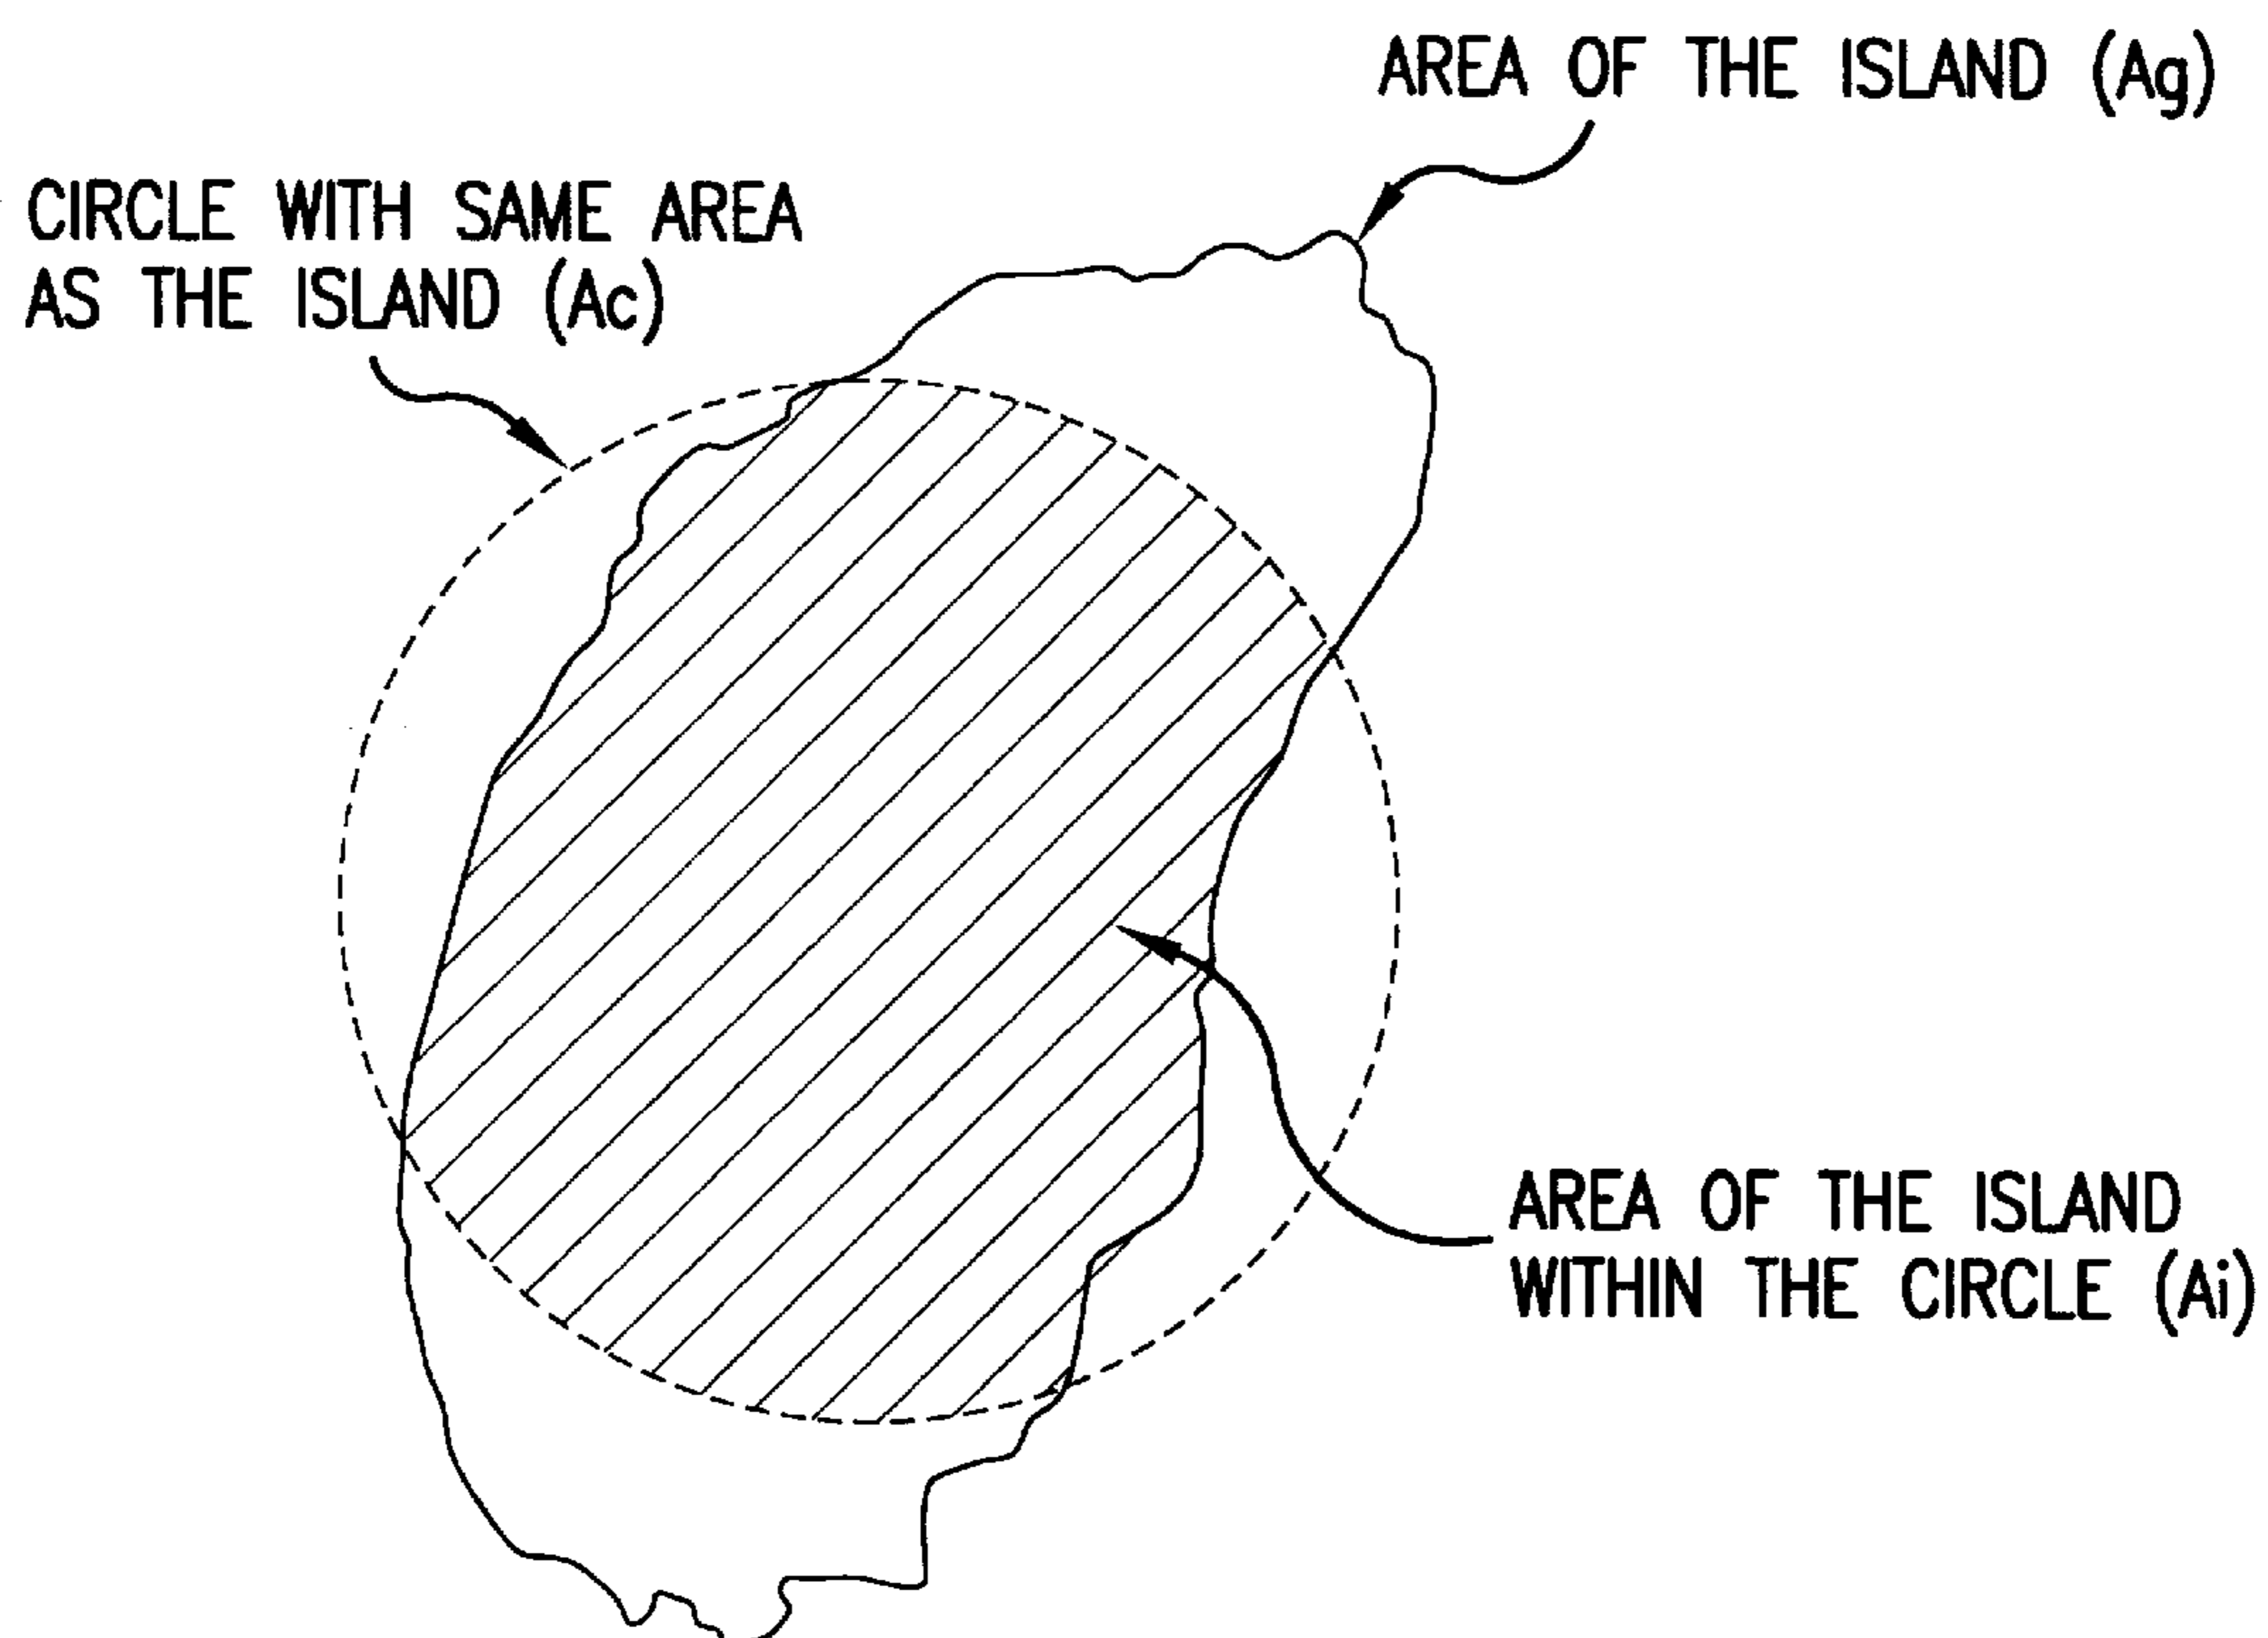 AREA OF THE ISLAND (Ag)
CIRCLE WITH SAME AREA
AS THE ISLAND (Ac)
AREA OF THE ISLAND
WITHIN THE CIRCLE (Ai)